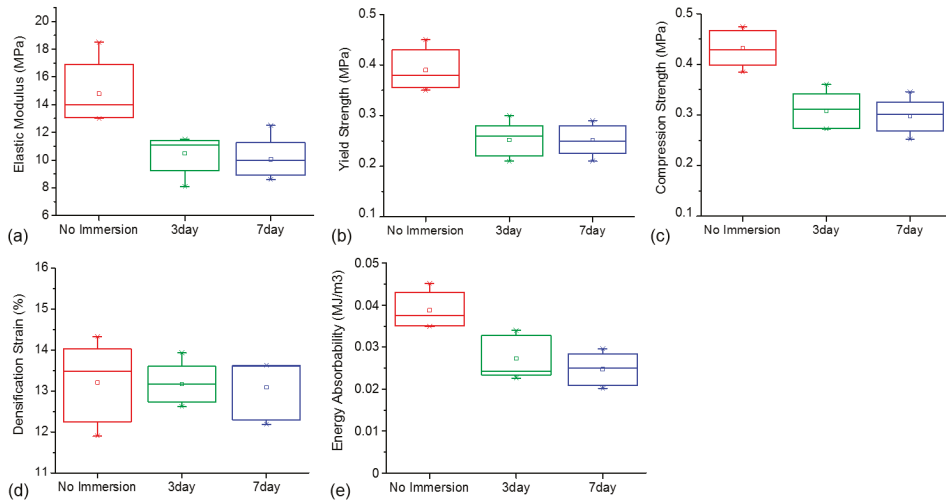 Elastic Modulus (MPa)
20
18
16
14
12
10
8
6
No Immersion 3day 7day
(a)
Yield Strength (MPa)
0.5
0.4
0.3
0.2
0.1
No Immersion 3day 7day
(b)
Compression Strength (MPa)
0.5
0.4
0.3
0.2
0.1
No Immersion 3day 7day
(c)
Densification Strain (%)
16
15
14
13
12
11
No Immersion 3day 7day
(d)
Energy Absorbability (MJ/m3)
0.05
0.04
0.03
0.02
0.01
0
No Immersion 3day 7day
(e)